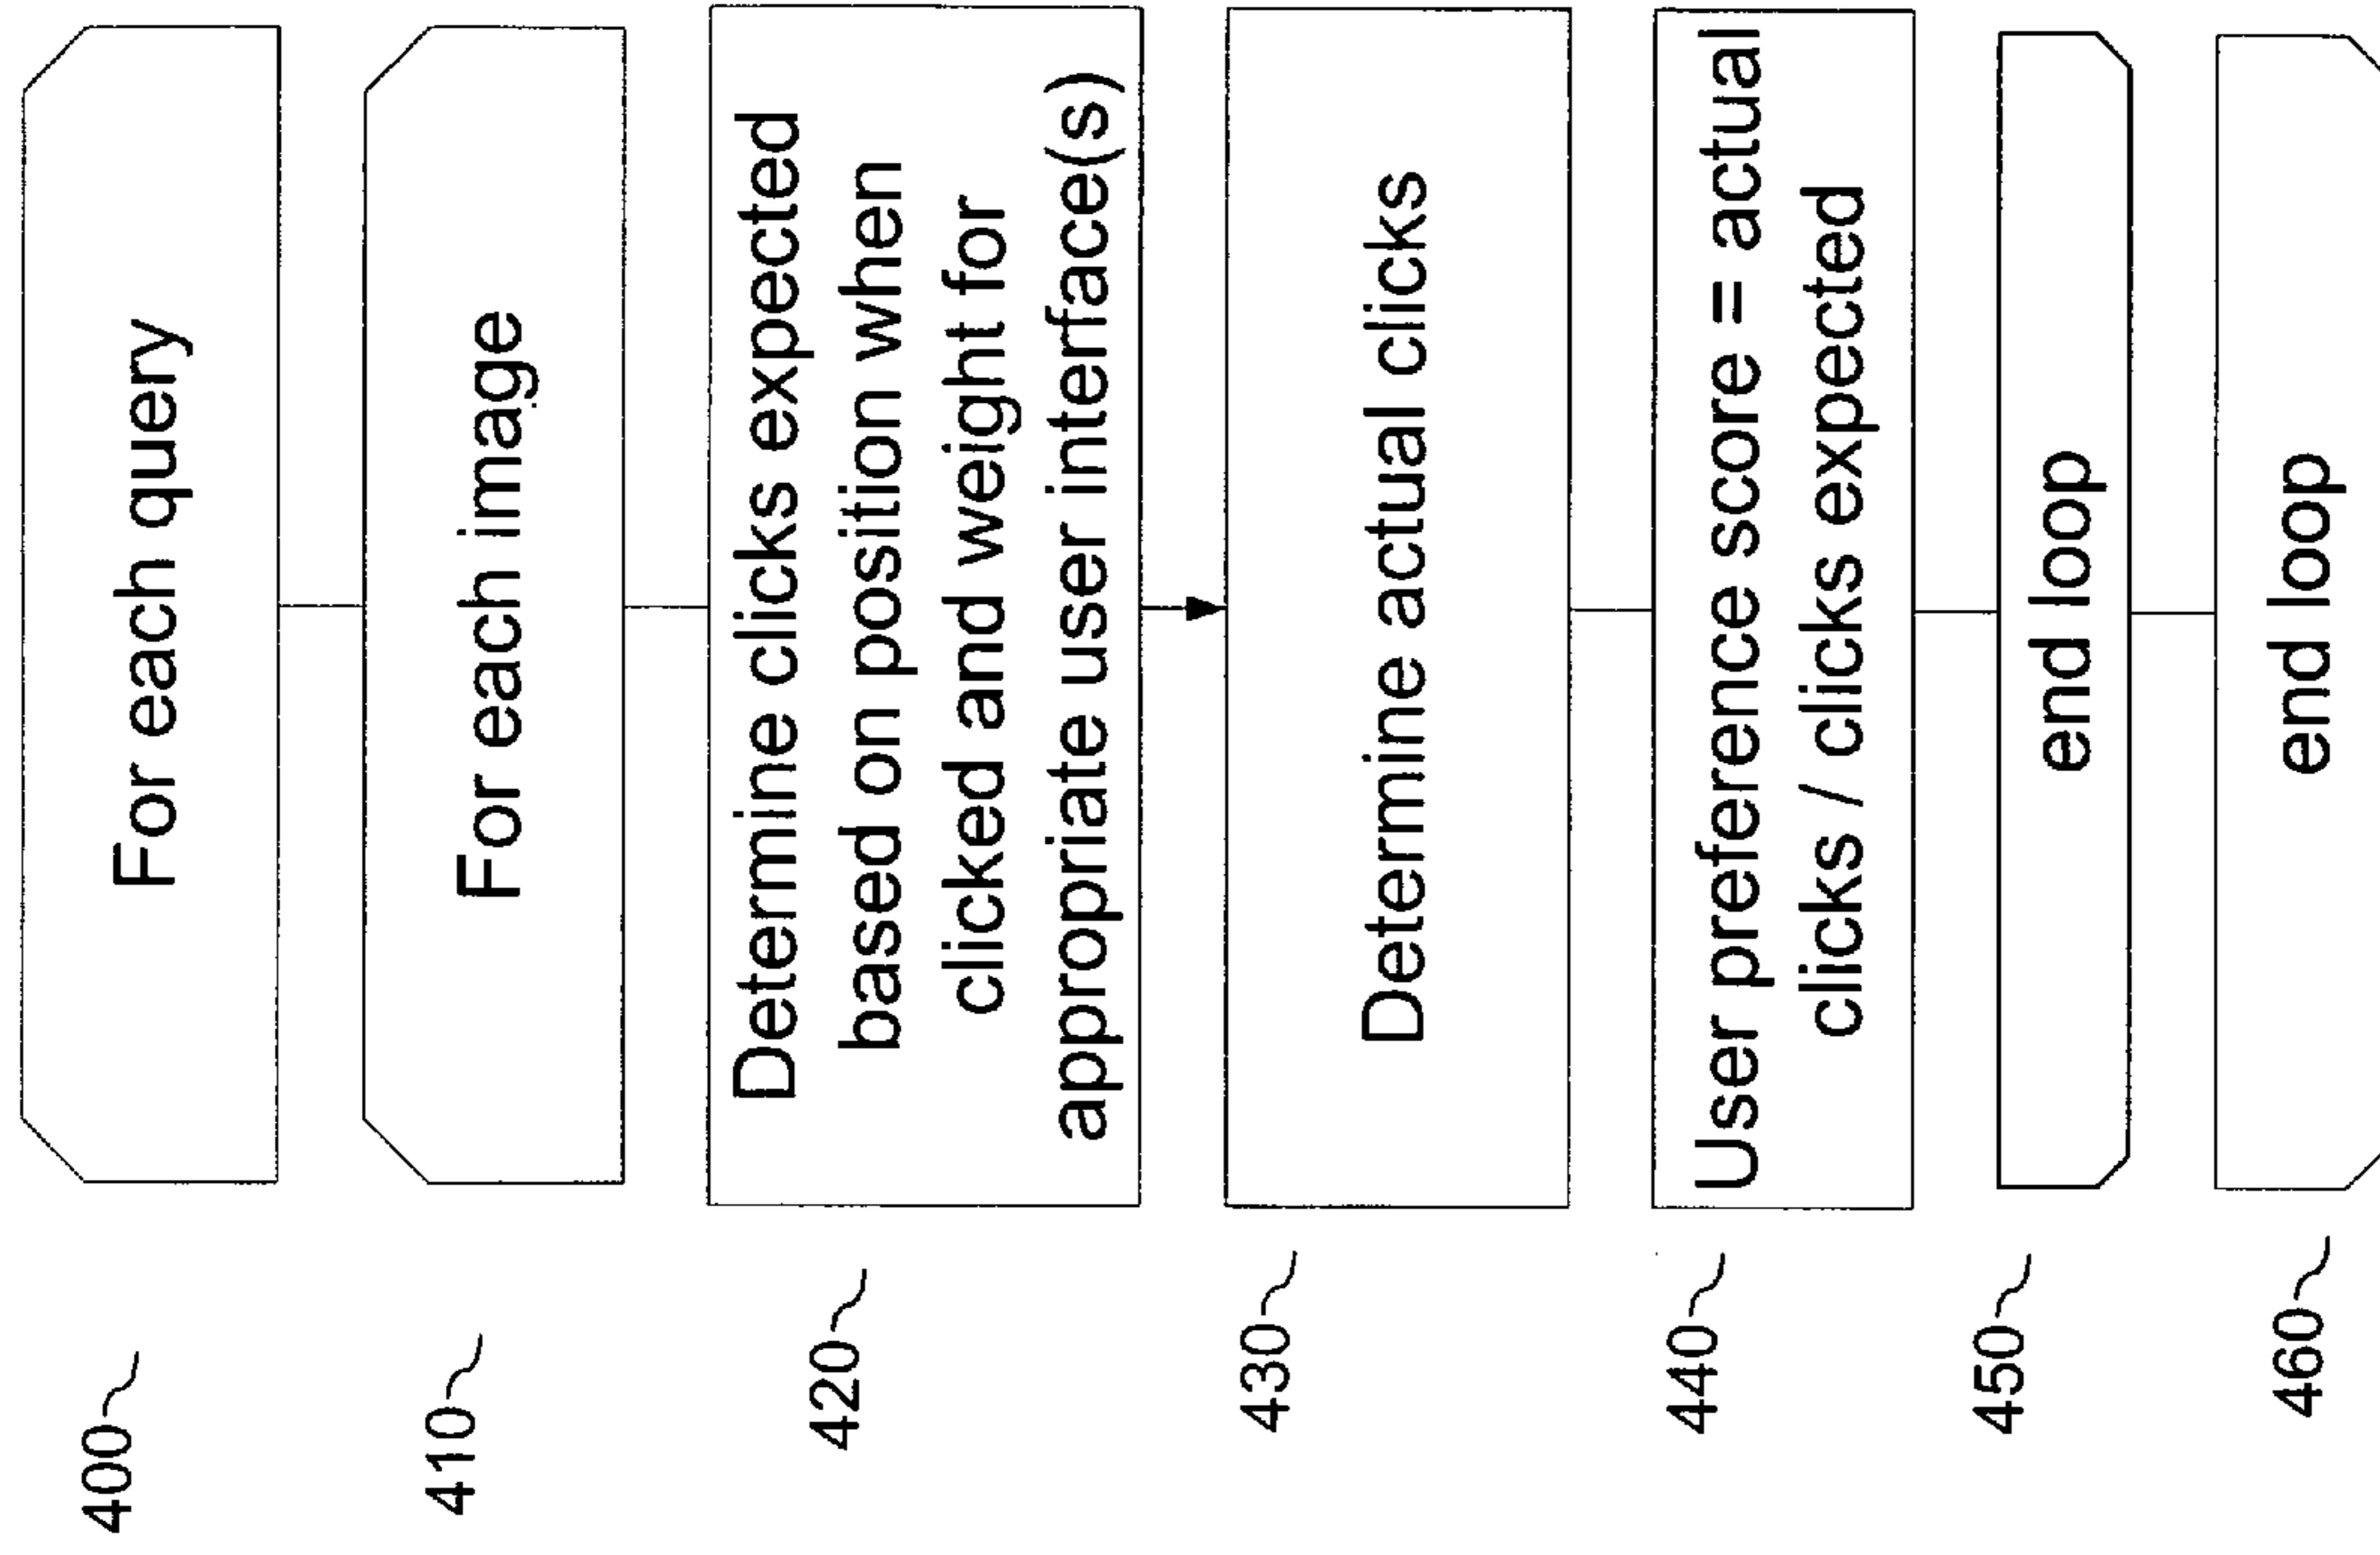 400
For each query
410
For each image
420
Determine clicks expected
based on position when
clicked and weight for
appropriate user interface(s)
430
Determine actual clicks
440
User preference score = actual
clicks / clicks expected
450
end loop
460
end loop